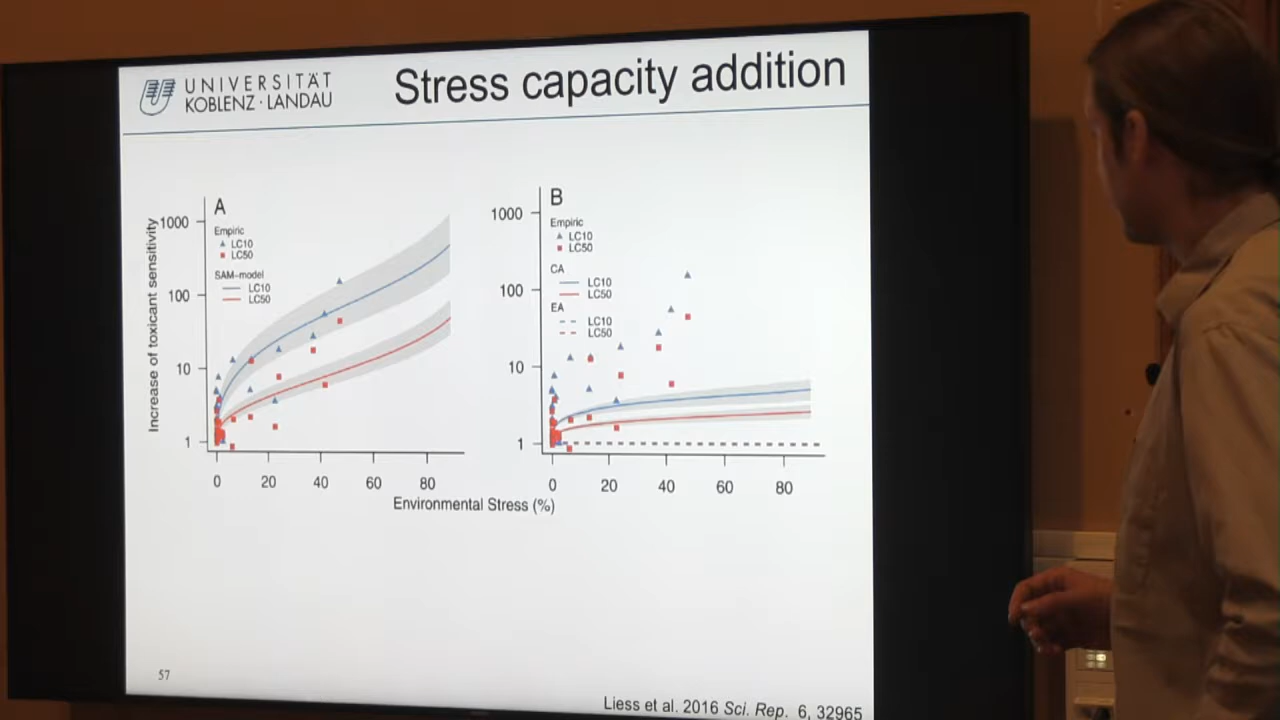 UNIVERSITÄT
KOBLENZ · LANDAU
Stress capacity addition
Increase of toxicant sensitivity
1000
100
10
1
A
Empiric
LC10
LC50
SAM-model
LC10
LC50
0 20 40 60 80
1000
100
10
1
B
Empiric
LC10
LC50
CA
LC10
LC50
EA
LC10
LC50
0 20 40 60 80
Environmental Stress (%)
57
Liess et al. 2016 Sci. Rep. 6, 32965